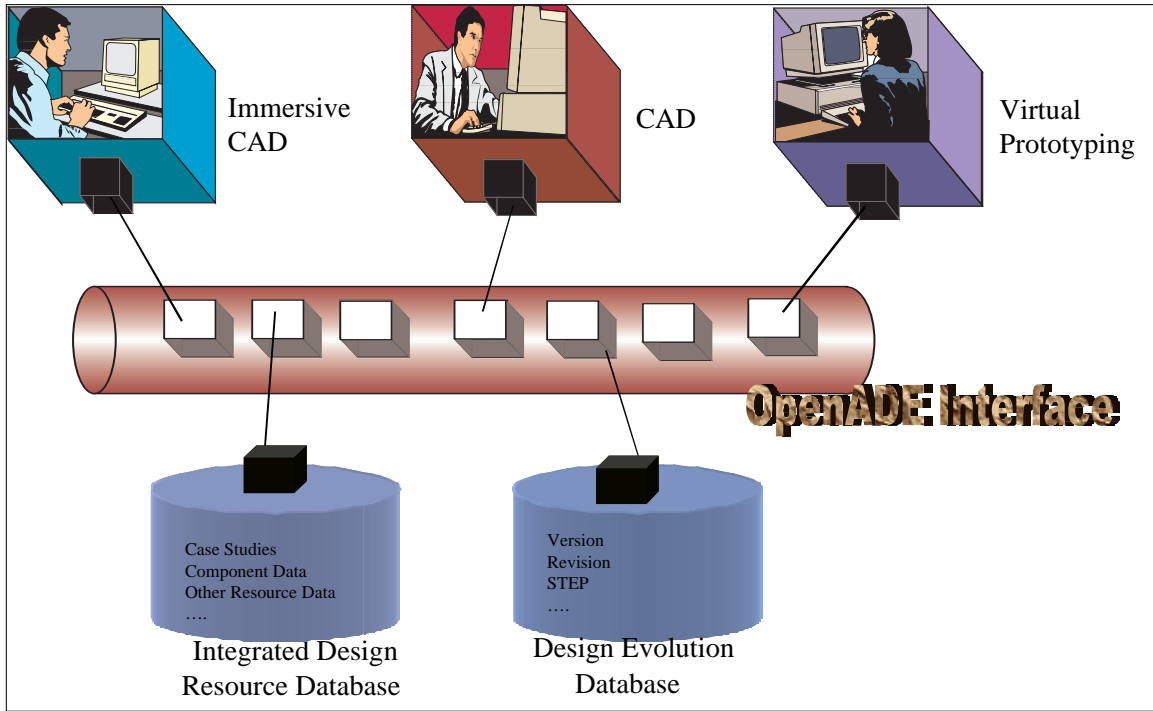 Immersive
CAD
CAD
Virtual
Prototyping
OpenADE Interface
Case Studies
Component Data
Other Resource Data
….
Integrated Design
Resource Database
Version
Revision
STEP
….
Design Evolution
Database